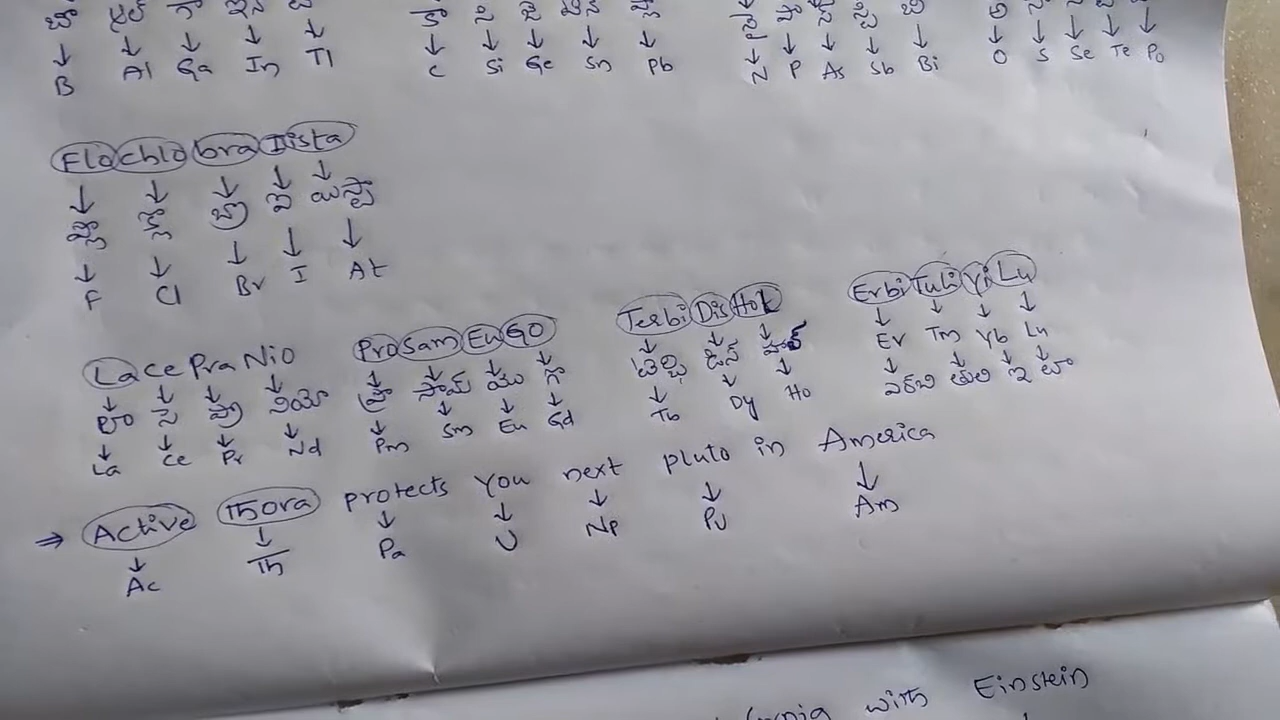 B Al Ga In Tl C Si Ge Sn Pb N P As Sb Bi O S Se Te Po
Flo Chlo bra I ista
ఫ్లో క్లో బ్రా ఐ యస్టా
F Cl Br I At
La ce Pra Nio Pro Sam Eu GO Terbi Dis Hok Erbi Tuli Yi Lu
లా సె ప్రా నియో ప్రో సామ్ యు గొ టెర్బి డిస్ హాక్ Er Tm Yb Lu
La Ce Pr Nd Pm Sm Eu Gd Tb Dy Ho ఎరిబి తులి ఇ లూ
⇒ Active Thora protects You next pluto in America
Ac Th Pa U Np Pu Am
with Einstein